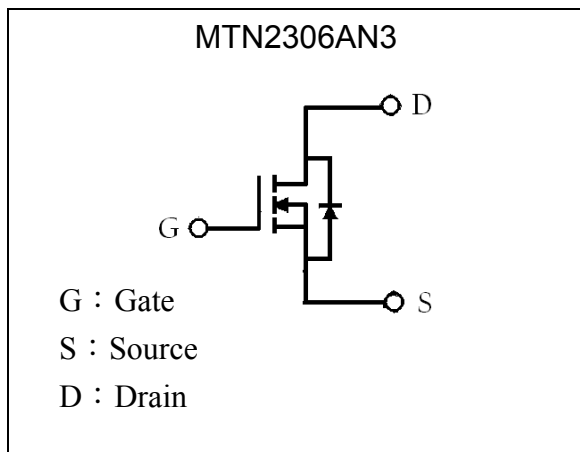 MTN2306AN3
D
G
S
G：Gate
S：Source
D：Drain